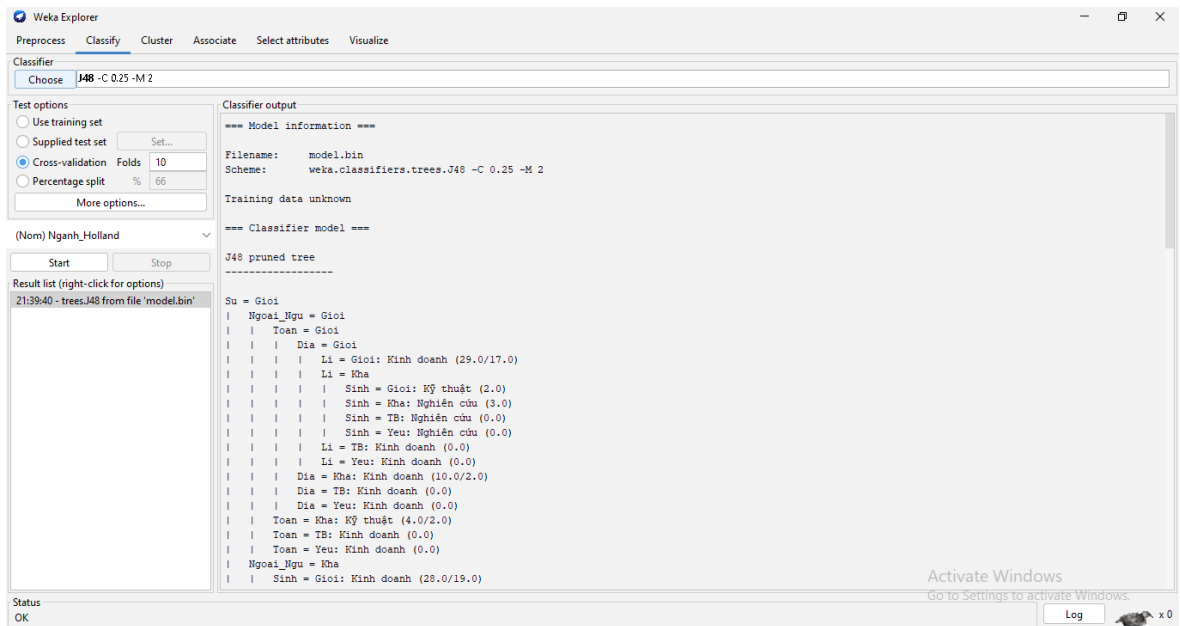 Weka Explorer
Preprocess Classify Cluster Associate Select attributes Visualize
Classifier
Choose J48 -C 0.25 -M 2
Test options
Use training set
Supplied test set Set...
Cross-validation Folds 10
Percentage split % 66
More options...
(Nom) Nganh_Holland
Start Stop
Result list (right-click for options)
21:39:40 - trees.J48 from file 'model.bin'
Classifier output
=== Model information ===
Filename: model.bin
Scheme: weka.classifiers.trees.J48 -C 0.25 -M 2
Training data unknown
=== Classifier model ===
J48 pruned tree
------------------
Su = Gioi
| Ngoai_Ngu = Gioi
| | Toan = Gioi
| | | Dia = Gioi
| | | | Li = Gioi: Kinh doanh (29.0/17.0)
| | | | Li = Kha
| | | | | Sinh = Gioi: Kỹ thuật (2.0)
| | | | | Sinh = Kha: Nghiên cứu (3.0)
| | | | | Sinh = TB: Nghiên cứu (0.0)
| | | | | Sinh = Yeu: Nghiên cứu (0.0)
| | | | Li = TB: Kinh doanh (0.0)
| | | | Li = Yeu: Kinh doanh (0.0)
| | | Dia = Kha: Kinh doanh (10.0/2.0)
| | | Dia = TB: Kinh doanh (0.0)
| | | Dia = Yeu: Kinh doanh (0.0)
| | Toan = Kha: Kỹ thuật (4.0/2.0)
| | Toan = TB: Kinh doanh (0.0)
| | Toan = Yeu: Kinh doanh (0.0)
| Ngoai_Ngu = Kha
| | Sinh = Gioi: Kinh doanh (28.0/19.0)
Activate Windows
Go to Settings to activate Windows.
Status
OK
Log x 0